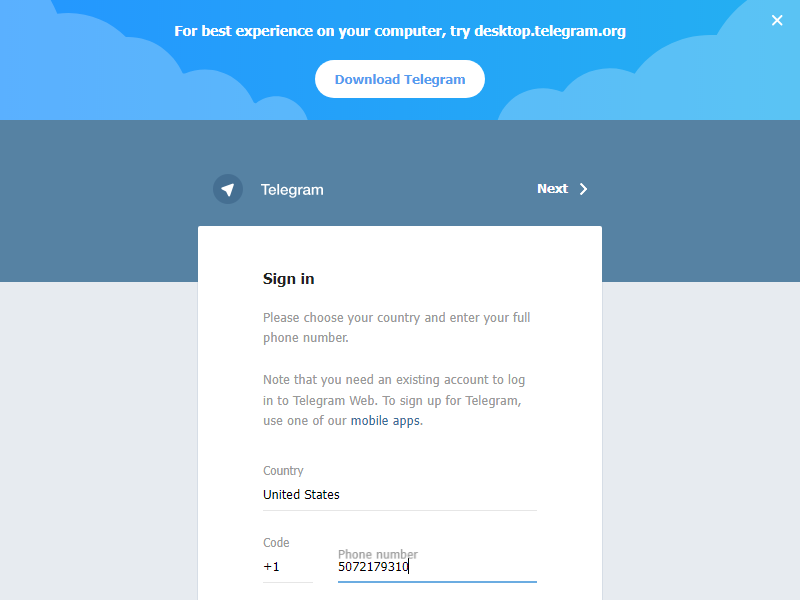 For best experience on your computer, try desktop.telegram.org
Download Telegram
Telegram
Next
Sign in
Please choose your country and enter your full
phone number.
Note that you need an existing account to log
in to Telegram Web. To sign up for Telegram,
use one of our mobile apps.
Country
United States
Code
Phone number
+1
5072179310